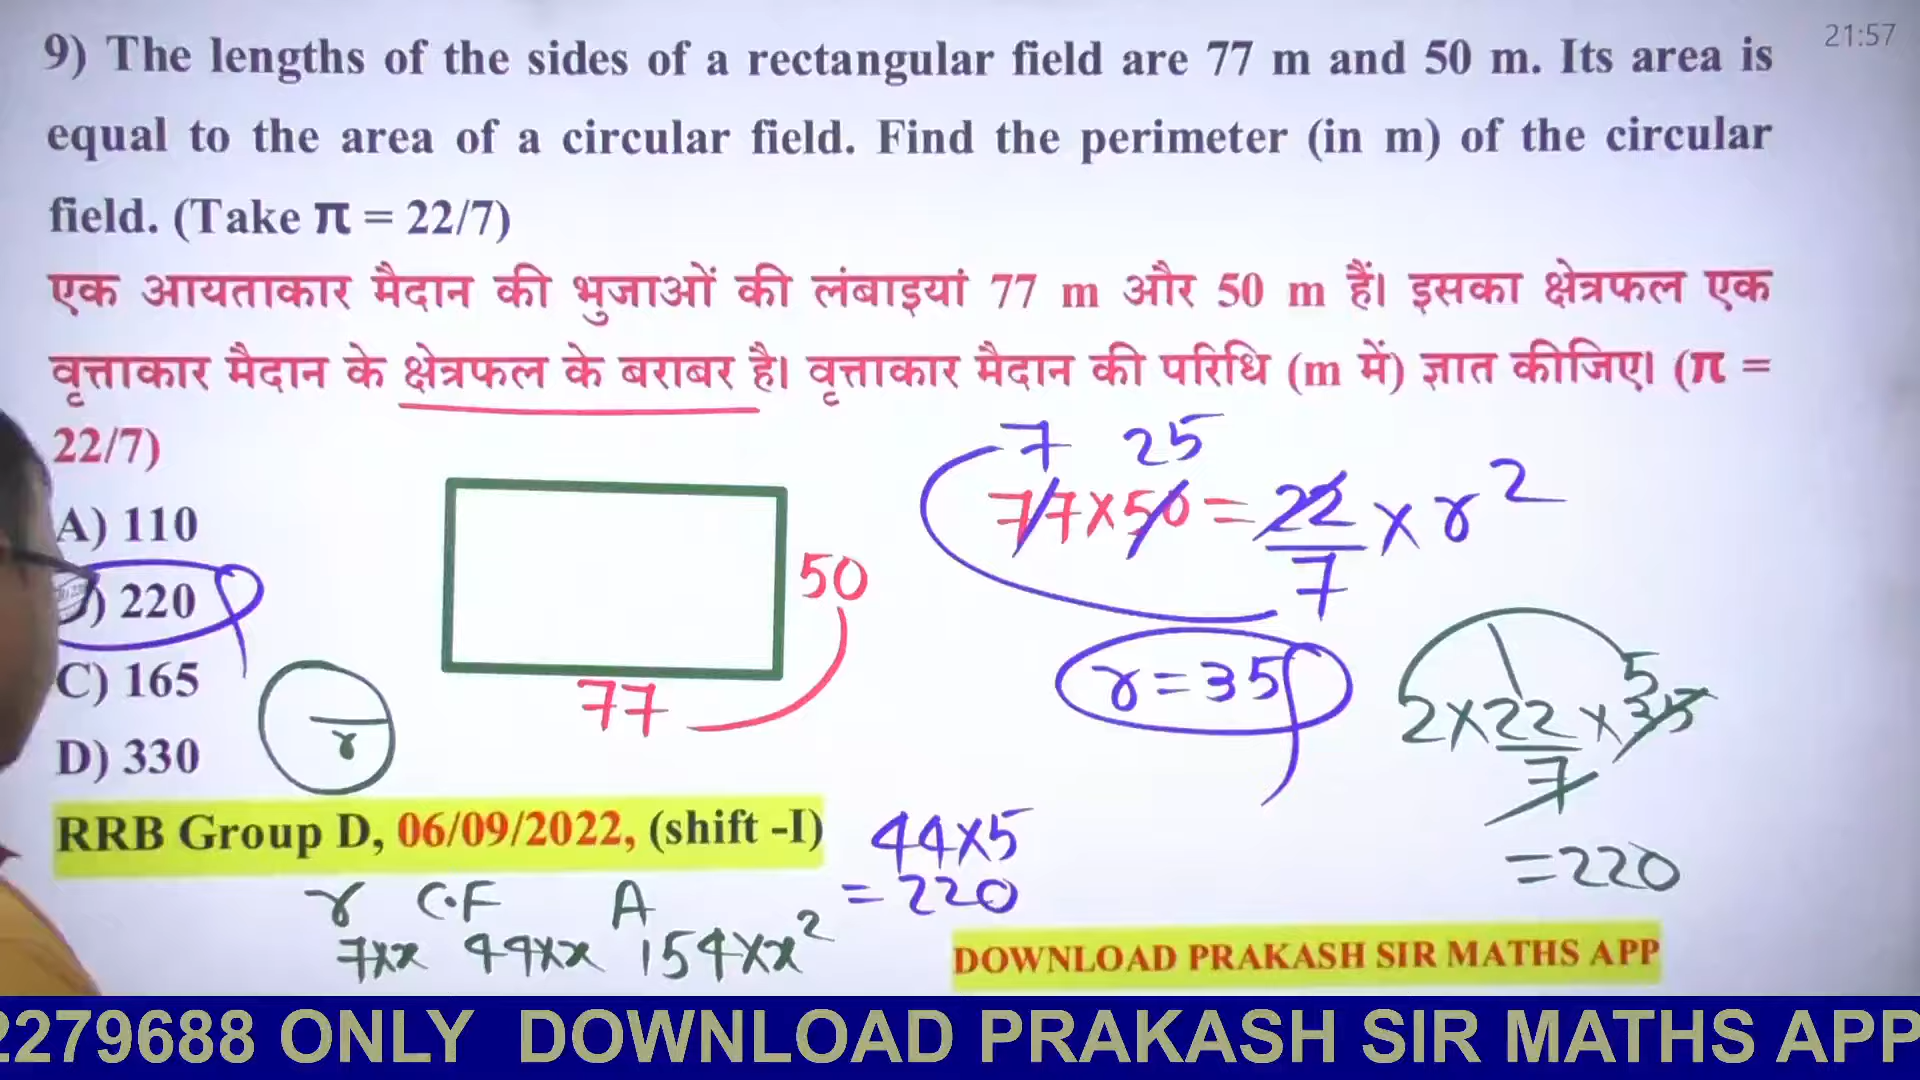 21:57
9) The lengths of the sides of a rectangular field are 77 m and 50 m. Its area is
equal to the area of a circular field. Find the perimeter (in m) of the circular
field. (Take π = 22/7)
एक आयताकार मैदान की भुजाओं की लंबाइयां 77 m और 50 m हैं। इसका क्षेत्रफल एक
वृत्ताकार मैदान के क्षेत्रफल के बराबर है। वृत्ताकार मैदान की परिधि (m में) ज्ञात कीजिए। (π =
22/7)
A) 110
) 220
C) 165
D) 330
50
77
r
7 25
77×50 = 22/7 × r²
r = 35
5
2×22/7×35
= 220
RRB Group D, 06/09/2022, (shift -I)
44×5
= 220
r C.F A
7×x 44×x 154×x²
DOWNLOAD PRAKASH SIR MATHS APP
2279688 ONLY DOWNLOAD PRAKASH SIR MATHS APP